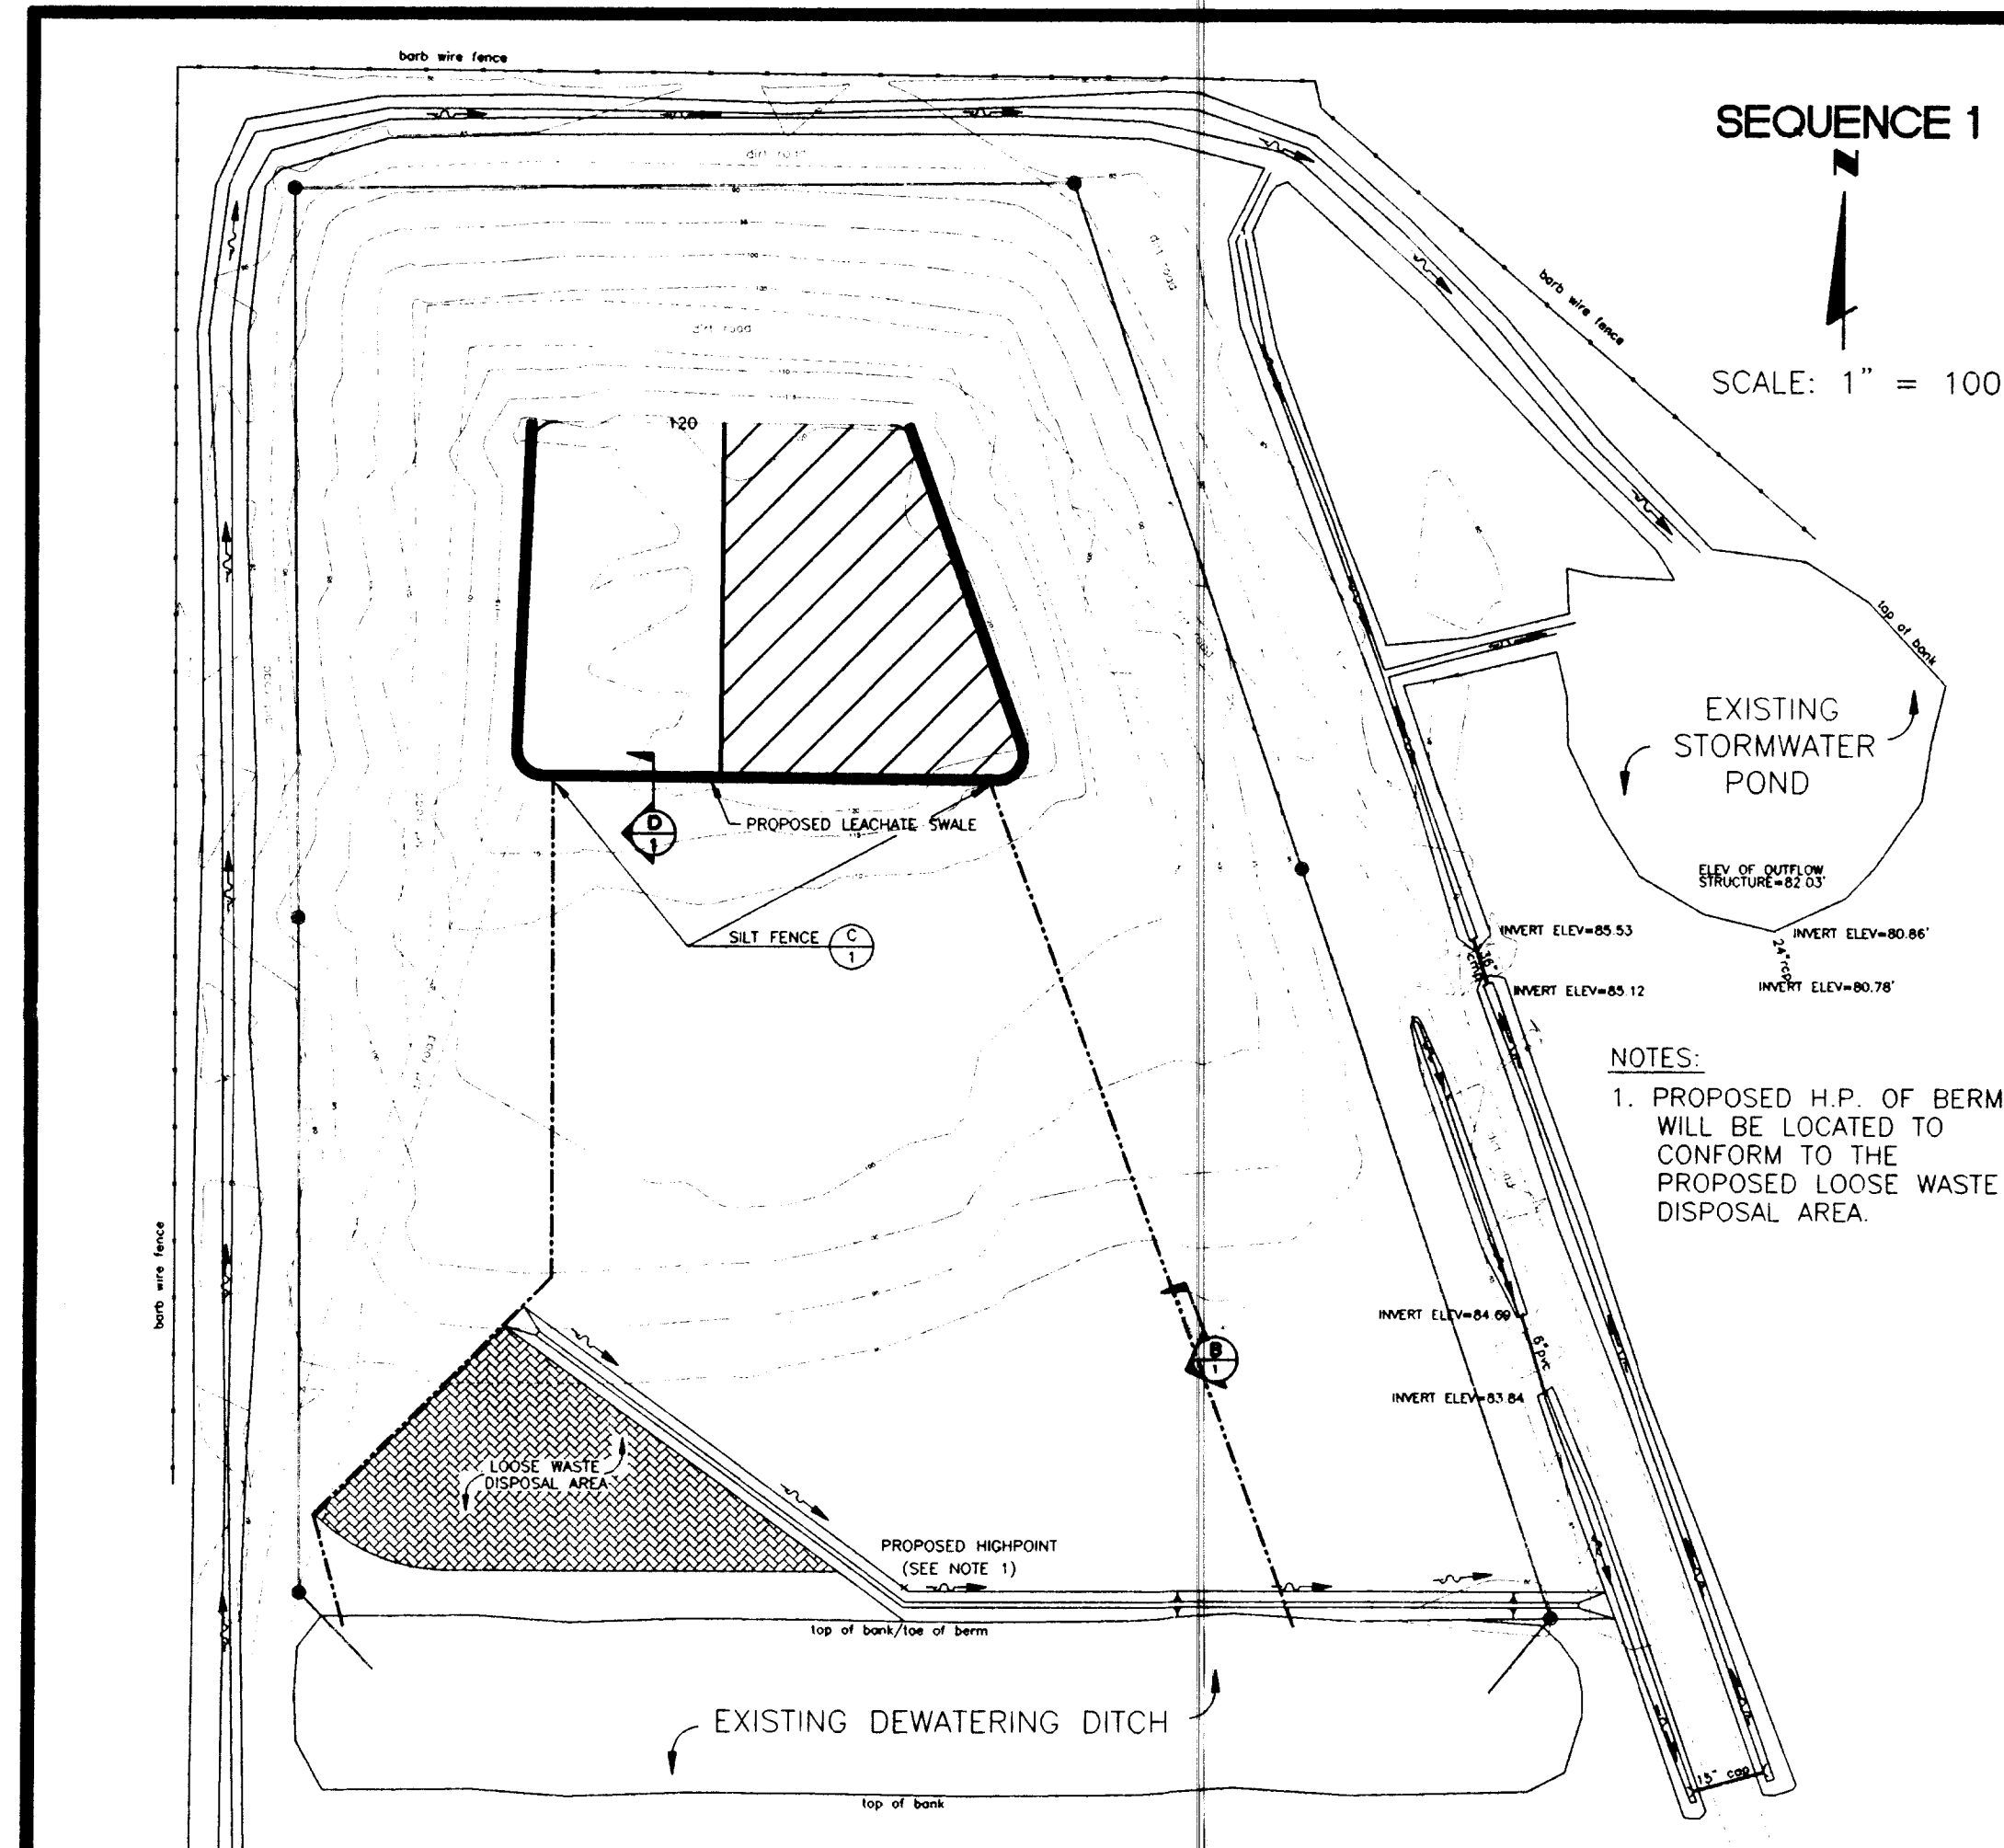 barb wire fence
SEQUENCE 1
N
SCALE: 1" = 100
dirt road
dirt road
barb wire fence
dirt road
120
top of bank
EXISTING
STORMWATER
POND
D
1
PROPOSED LEACHATE SWALE
ELEV OF OUTFLOW
STRUCTURE=82.03'
SILT FENCE
C
1
INVERT ELEV=85.53
INVERT ELEV=80.86'
36"
cmp
24"rcp
INVERT ELEV=85.12
INVERT ELEV=80.78'
NOTES:
1. PROPOSED H.P. OF BERM
WILL BE LOCATED TO
CONFORM TO THE
PROPOSED LOOSE WASTE
DISPOSAL AREA.
barb wire fence
INVERT ELEV=84.69
B
1
6"pvc
INVERT ELEV=83.84
LOOSE WASTE
DISPOSAL AREA
PROPOSED HIGHPOINT
(SEE NOTE 1)
top of bank/toe of berm
EXISTING DEWATERING DITCH
15" cap
top of bank